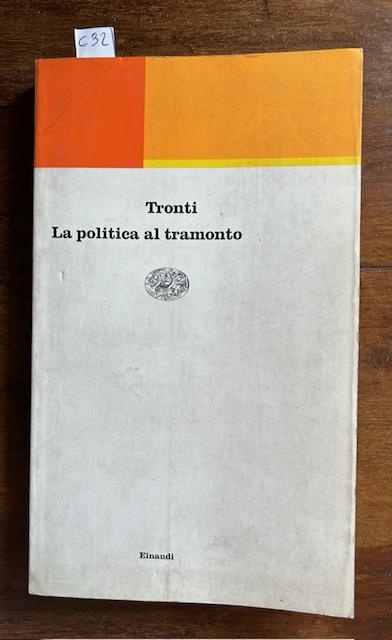 C32
Tronti
La politica al tramonto
Einaudi